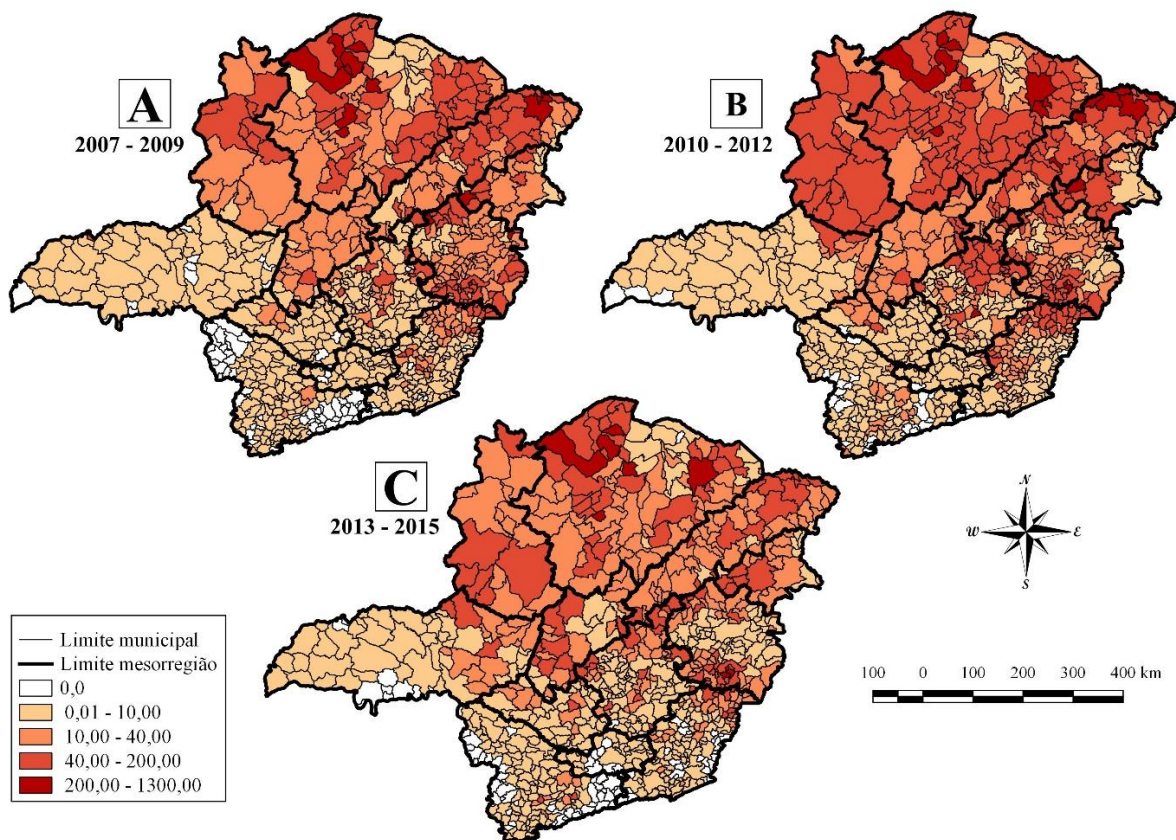 A
2007 - 2009
B
2010 - 2012
C
2013 - 2015
N
W
E
S
Limite municipal
Limite mesorregião
0,0
0,01 - 10,00
10,00 - 40,00
40,00 - 200,00
200,00 - 1300,00
100 0 100 200 300 400 km